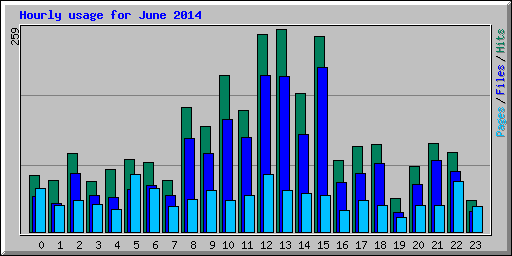 Hourly usage for June 2014
259
Pages / Files / Hits
0 1 2 3 4 5 6 7 8 9 10 11 12 13 14 15 16 17 18 19 20 21 22 23